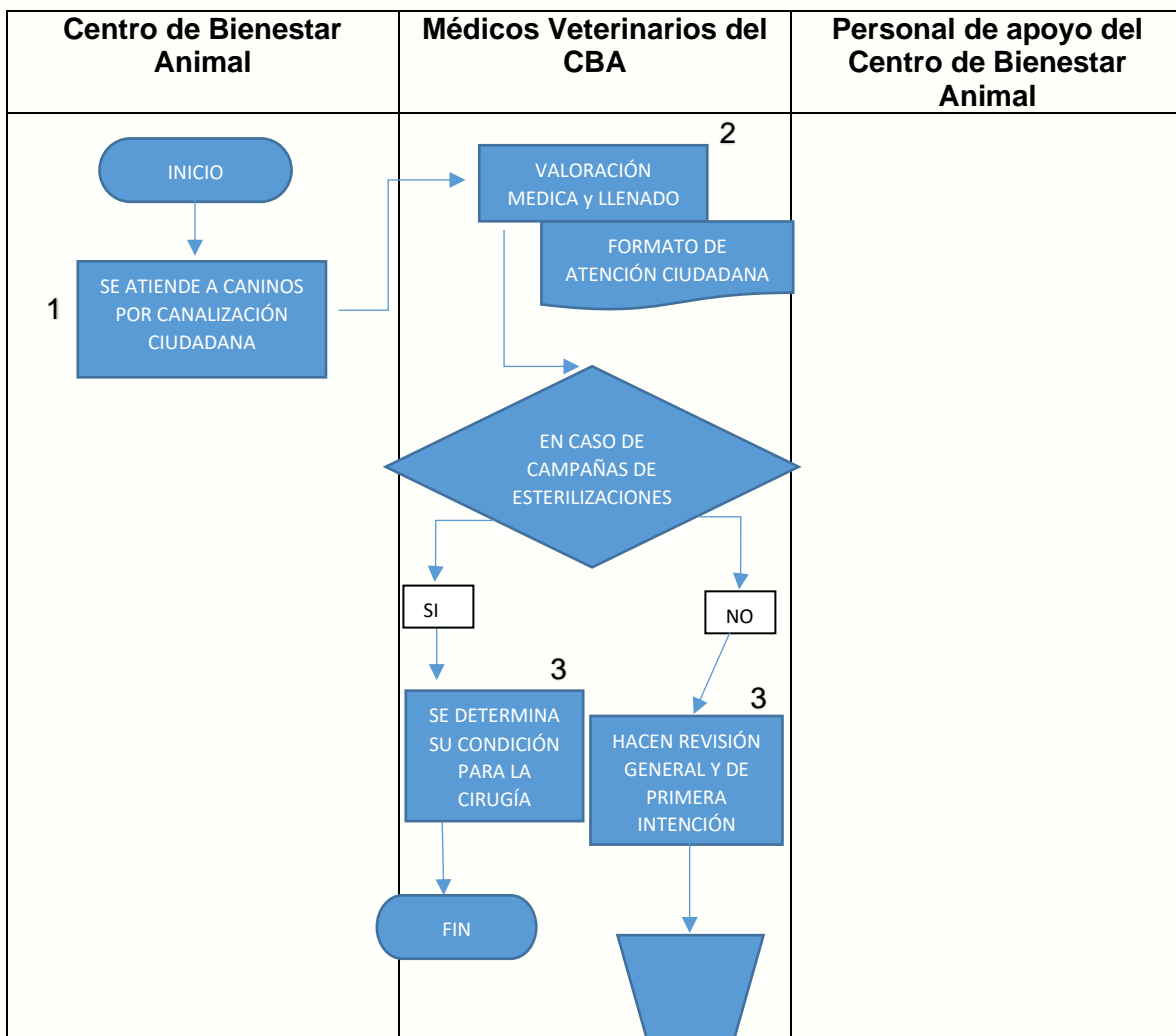 Centro de Bienestar
Animal
Médicos Veterinarios del
CBA
Personal de apoyo del
Centro de Bienestar
Animal
INICIO
1
SE ATIENDE A CANINOS
POR CANALIZACIÓN
CIUDADANA
2
VALORACIÓN
MEDICA y LLENADO
FORMATO DE
ATENCIÓN CIUDADANA
EN CASO DE
CAMPAÑAS DE
ESTERILIZACIONES
SI
NO
3
SE DETERMINA
SU CONDICIÓN
PARA LA
CIRUGÍA
3
HACEN REVISIÓN
GENERAL Y DE
PRIMERA
INTENCIÓN
FIN